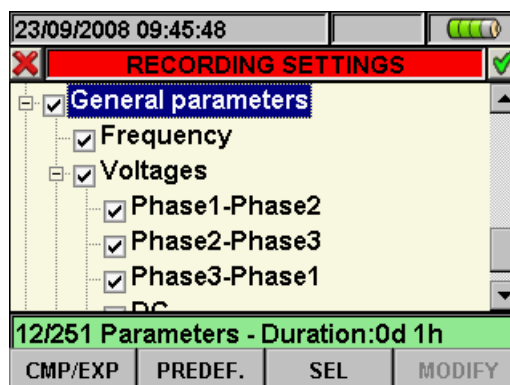 23/09/2008 09:45:48
RECORDING SETTINGS
General parameters
Frequency
Voltages
Phase1-Phase2
Phase2-Phase3
Phase3-Phase1
DC
12/251 Parameters - Duration:0d 1h
CMP/EXP PREDEF. SEL MODIFY